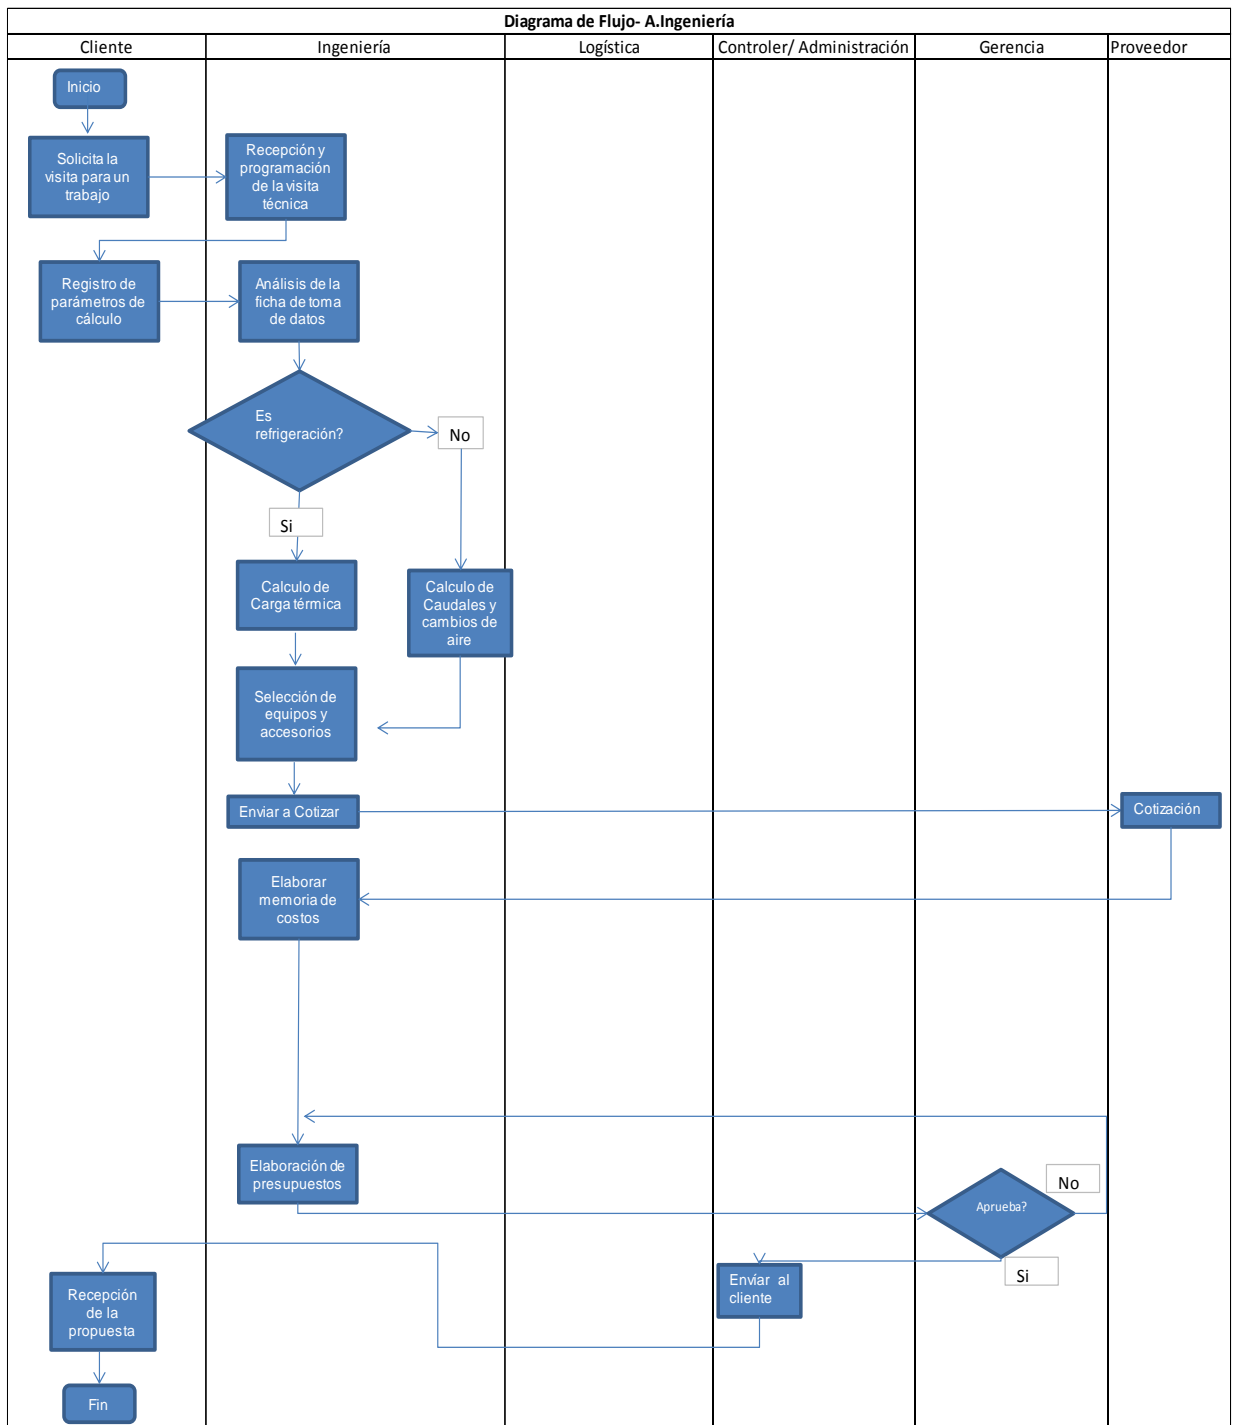 Diagrama de Flujo- A.Ingeniería
Cliente
Ingeniería
Logística
Controler/ Administración
Gerencia
Proveedor
Inicio
Solicita la
visita para un
trabajo
Recepción y
programación
de la visita
técnica
Registro de
parámetros de
cálculo
Análisis de la
ficha de toma
de datos
Es
refrigeración?
No
Si
Calculo de
Carga térmica
Calculo de
Caudales y
cambios de
aire
Selección de
equipos y
accesorios
Enviar a Cotizar
Cotización
Elaborar
memoria de
costos
Elaboración de
presupuestos
Aprueba?
No
Si
Envíar al
cliente
Recepción
de la
propuesta
Fin